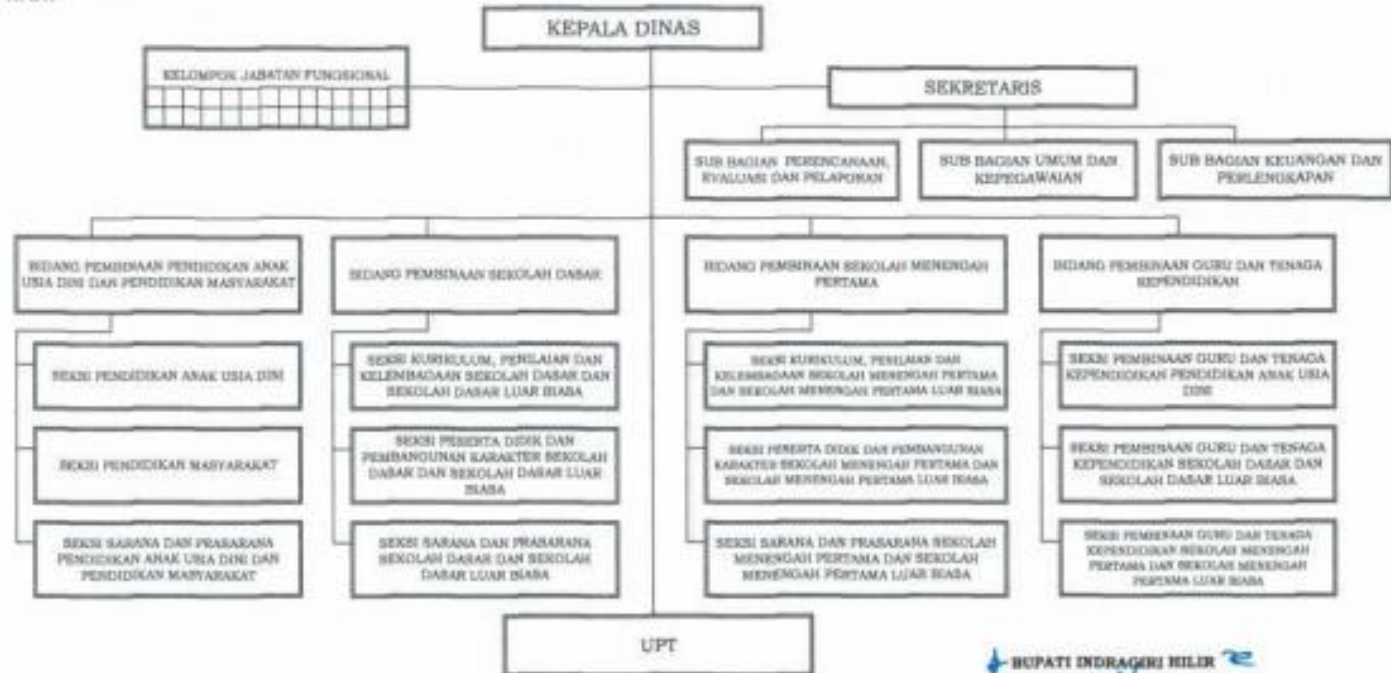 KEPALA DINAS
KELOMPOK JABATAN FUNGSIONAL
SEKRETARIS
SUB BAGIAN PERENCANAAN,
EVALUASI DAN PELAPORAN
SUB BAGIAN UMUM DAN
KEPEGAWAIAN
SUB BAGIAN KEUANGAN DAN
PERLENGKAPAN
BIDANG PEMBINAAN PENDIDIKAN ANAK
USIA DINI DAN PENDIDIKAN MASYARAKAT
BIDANG PEMBINAAN SEKOLAH DASAR
BIDANG PEMBINAAN SEKOLAH MENENGAH
PERTAMA
BIDANG PEMBINAAN GURU DAN TENAGA
KEPENDIDIKAN
SEKSI PENDIDIKAN ANAK USIA DINI
SEKSI KURIKULUM, PENILAIAN DAN
KELEMBAGAAN SEKOLAH DASAR DAN
SEKOLAH DASAR LUAR BIASA
SEKSI KURIKULUM, PENILAIAN DAN
KELEMBAGAAN SEKOLAH MENENGAH PERTAMA
DAN SEKOLAH MENENGAH PERTAMA LUAR BIASA
SEKSI PEMBINAAN GURU DAN TENAGA
KEPENDIDIKAN PENDIDIKAN ANAK USIA
DINI
SEKSI PENDIDIKAN MASYARAKAT
SEKSI PESERTA DIDIK DAN
PEMBANGUNAN KARAKTER SEKOLAH
DASAR DAN SEKOLAH DASAR LUAR
BIASA
SEKSI PESERTA DIDIK DAN PEMBANGUNAN
KARAKTER SEKOLAH MENENGAH PERTAMA DAN
SEKOLAH MENENGAH PERTAMA LUAR BIASA
SEKSI PEMBINAAN GURU DAN TENAGA
KEPENDIDIKAN SEKOLAH DASAR DAN
SEKOLAH DASAR LUAR BIASA
SEKSI SARANA DAN PRASARANA
PENDIDIKAN ANAK USIA DINI DAN
PENDIDIKAN MASYARAKAT
SEKSI SARANA DAN PRASARANA
SEKOLAH DASAR DAN SEKOLAH
DASAR LUAR BIASA
SEKSI SARANA DAN PRASARANA SEKOLAH
MENENGAH PERTAMA DAN SEKOLAH
MENENGAH PERTAMA LUAR BIASA
SEKSI PEMBINAAN GURU DAN TENAGA
KEPENDIDIKAN SEKOLAH MENENGAH
PERTAMA DAN SEKOLAH MENENGAH
PERTAMA LUAR BIASA
UPT
BUPATI INDRAGIRI HILIR